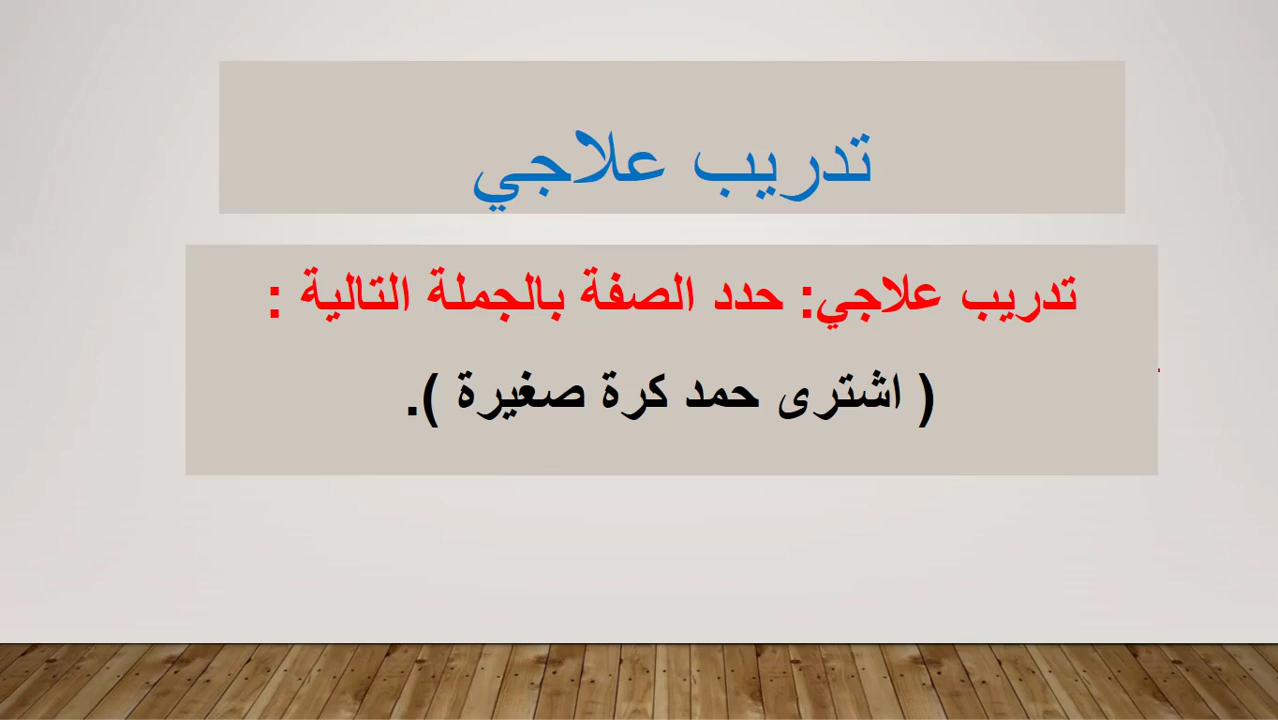 تدريب علاجي
تدريب علاجي: حدد الصفة بالجملة التالية :
( اشترى حمد كرة صغيرة ).